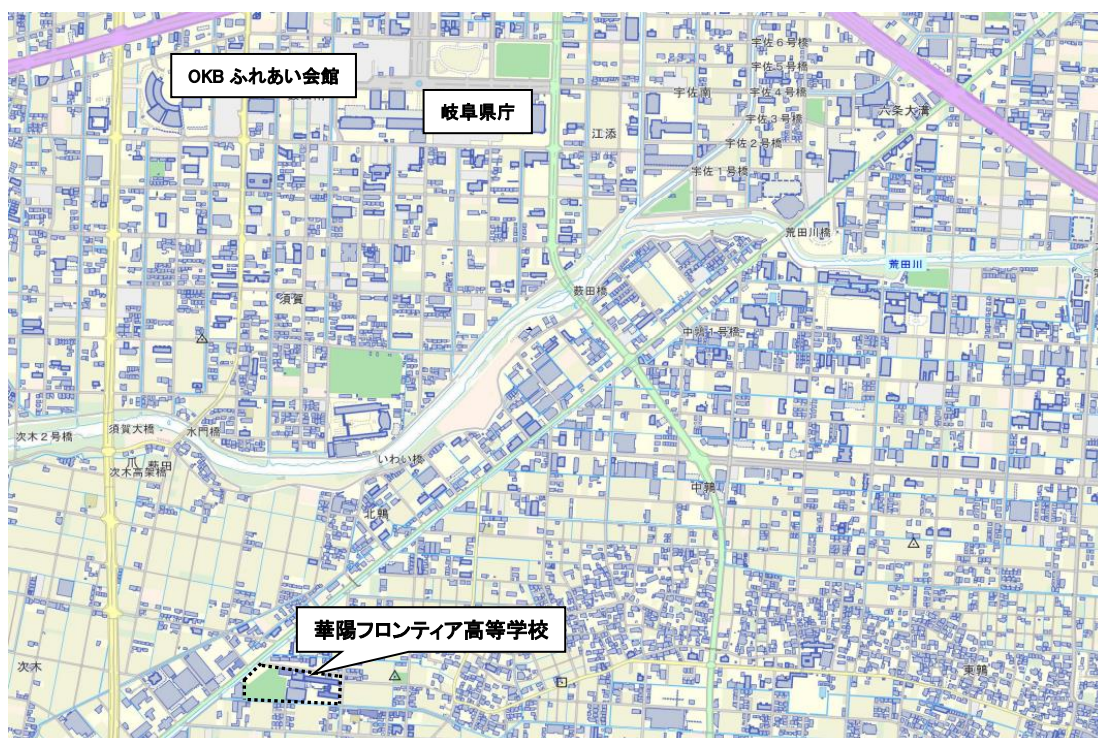 宇佐6号橋
宇佐5号橋
OKB ふれあい会館
宇佐南
宇佐4号橋
岐阜県庁
六条大溝
宇佐3号橋
江添
宇佐2号橋
宇佐1号橋
荒田川橋
荒田川
須賀
薮田橋
中鶉1号橋
須賀大橋
水門橋
次木2号橋
いわい橋
次木高架橋
中鶉
北鶉
華陽フロンティア高等学校
次木
東鶉